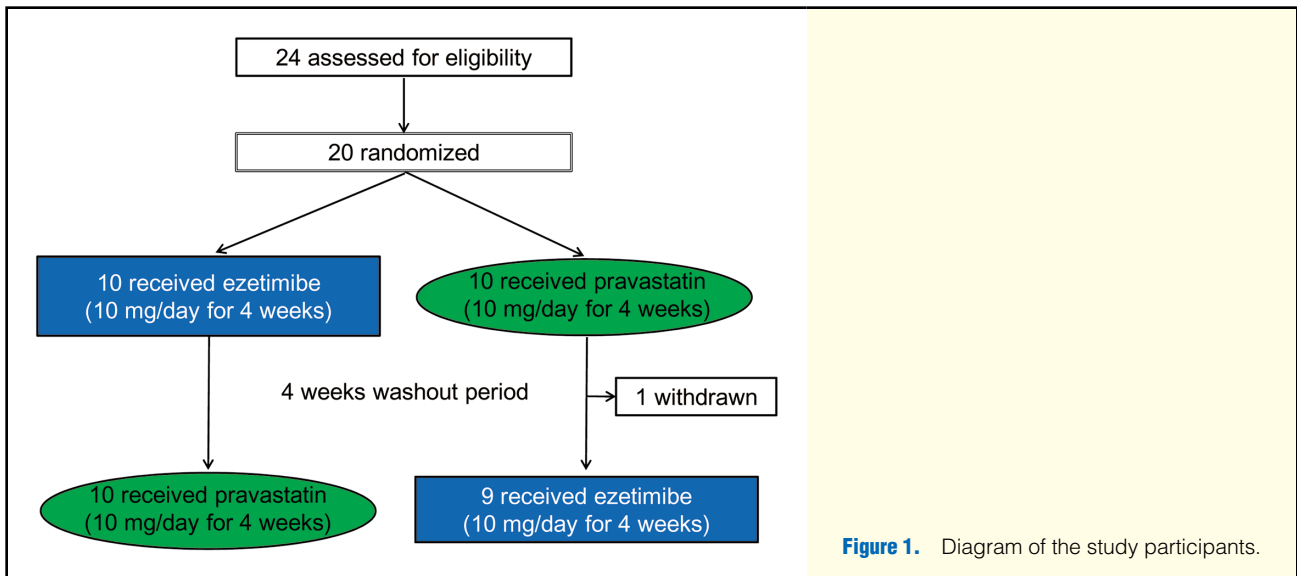 24 assessed for eligibility
20 randomized
10 received ezetimibe
(10 mg/day for 4 weeks)
10 received pravastatin
(10 mg/day for 4 weeks)
4 weeks washout period
1 withdrawn
10 received pravastatin
(10 mg/day for 4 weeks)
9 received ezetimibe
(10 mg/day for 4 weeks)
Figure 1. Diagram of the study participants.